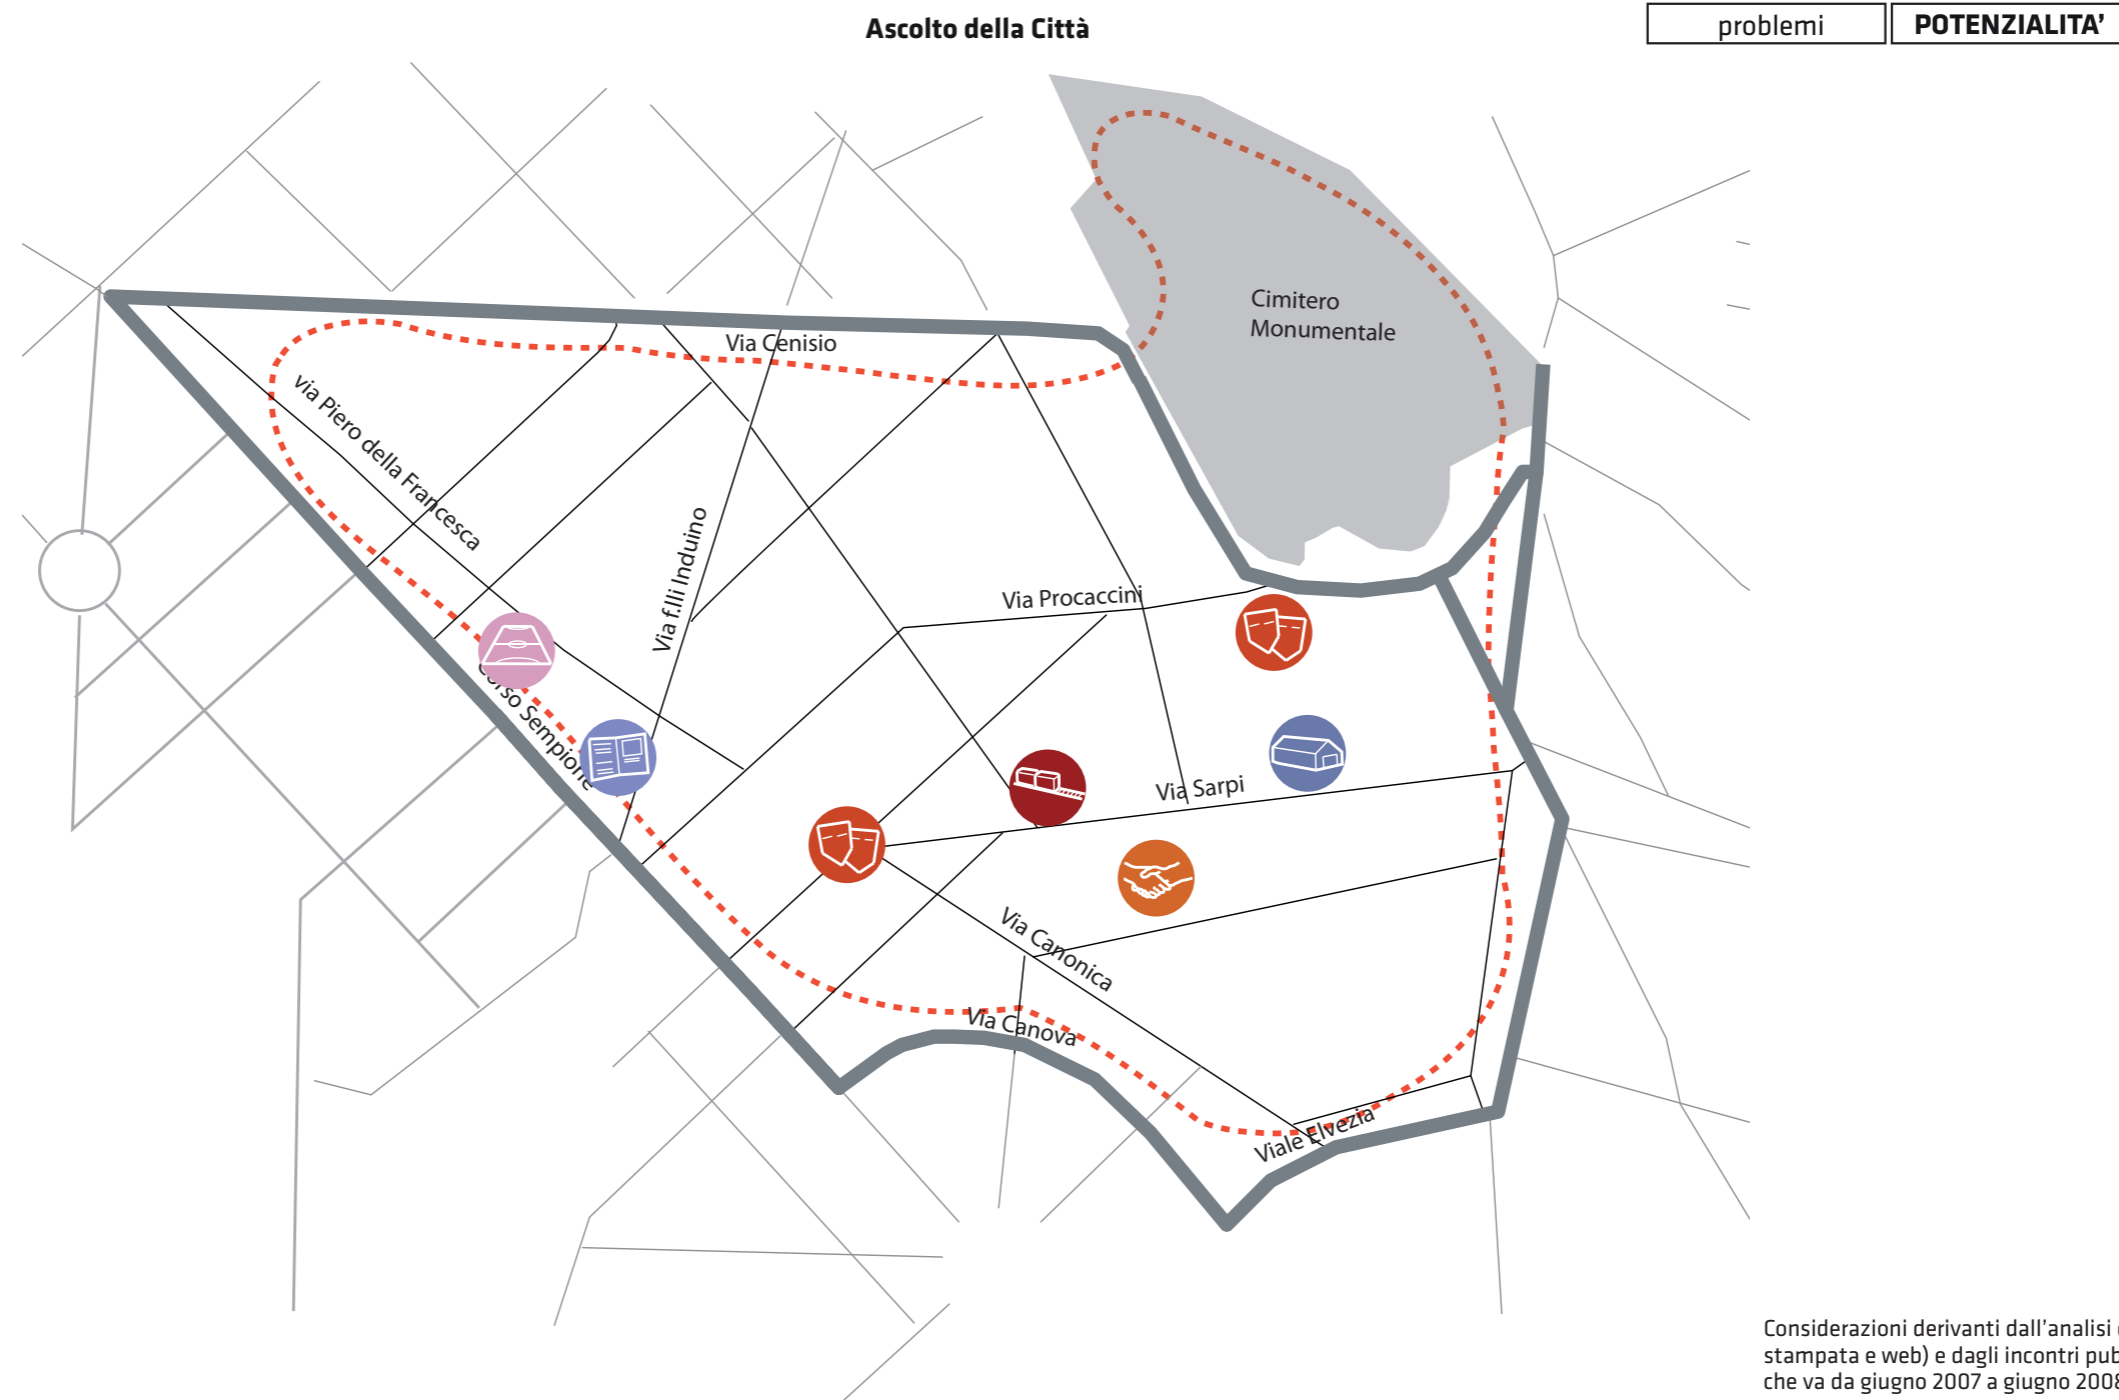 Ascolto della Città
problemi
POTENZIALITA’
Cimitero
Monumentale
Via Cenisio
via Piero della Francesca
Via f.lli Induino
Via Procaccini
Corso Sempione
Via Sarpi
Via Canonica
Via Canova
Viale Elvezia
Considerazioni derivanti dall'analisi
stampata e web) e dagli incontri
che va da giugno 2007 a giugno 2008